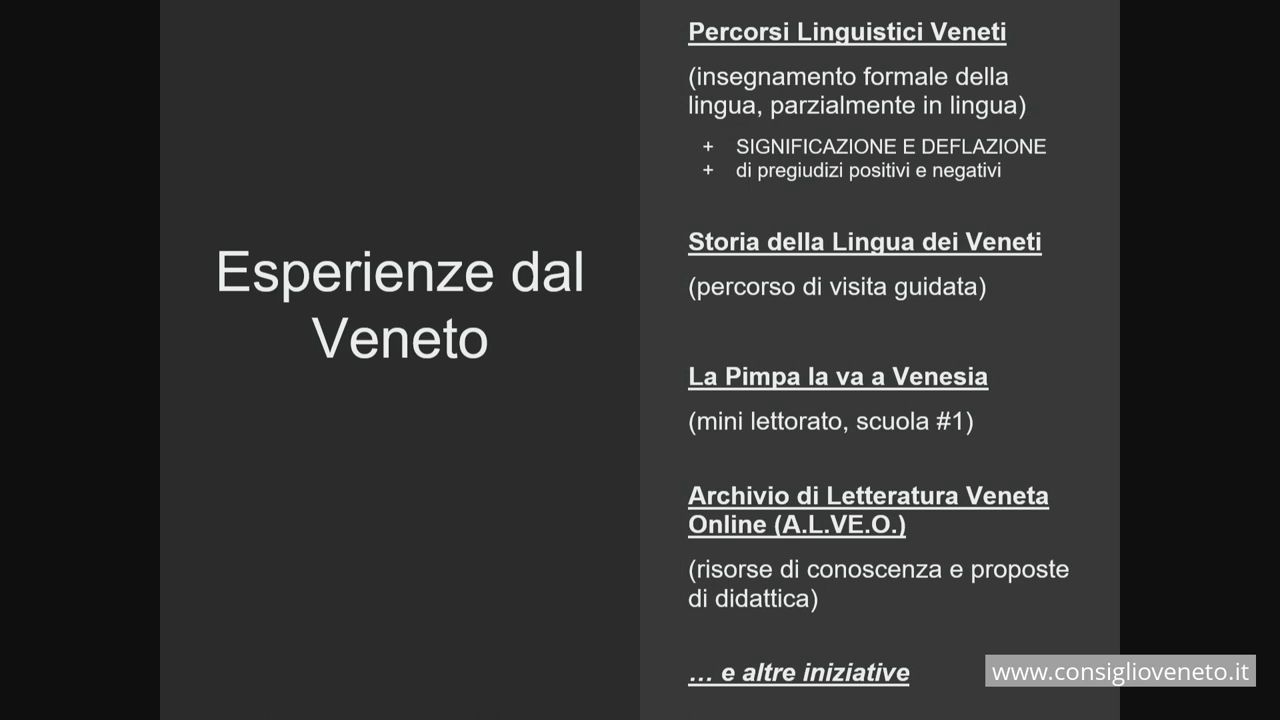 Esperienze dal
Veneto
Percorsi Linguistici Veneti
(insegnamento formale della
lingua, parzialmente in lingua)
+ SIGNIFICAZIONE E DEFLAZIONE
+ di pregiudizi positivi e negativi
Storia della Lingua dei Veneti
(percorso di visita guidata)
La Pimpa la va a Venesia
(mini lettorato, scuola #1)
Archivio di Letteratura Veneta
Online (A.L.VE.O.)
(risorse di conoscenza e proposte
di didattica)
… e altre iniziative
www.consiglioveneto.it